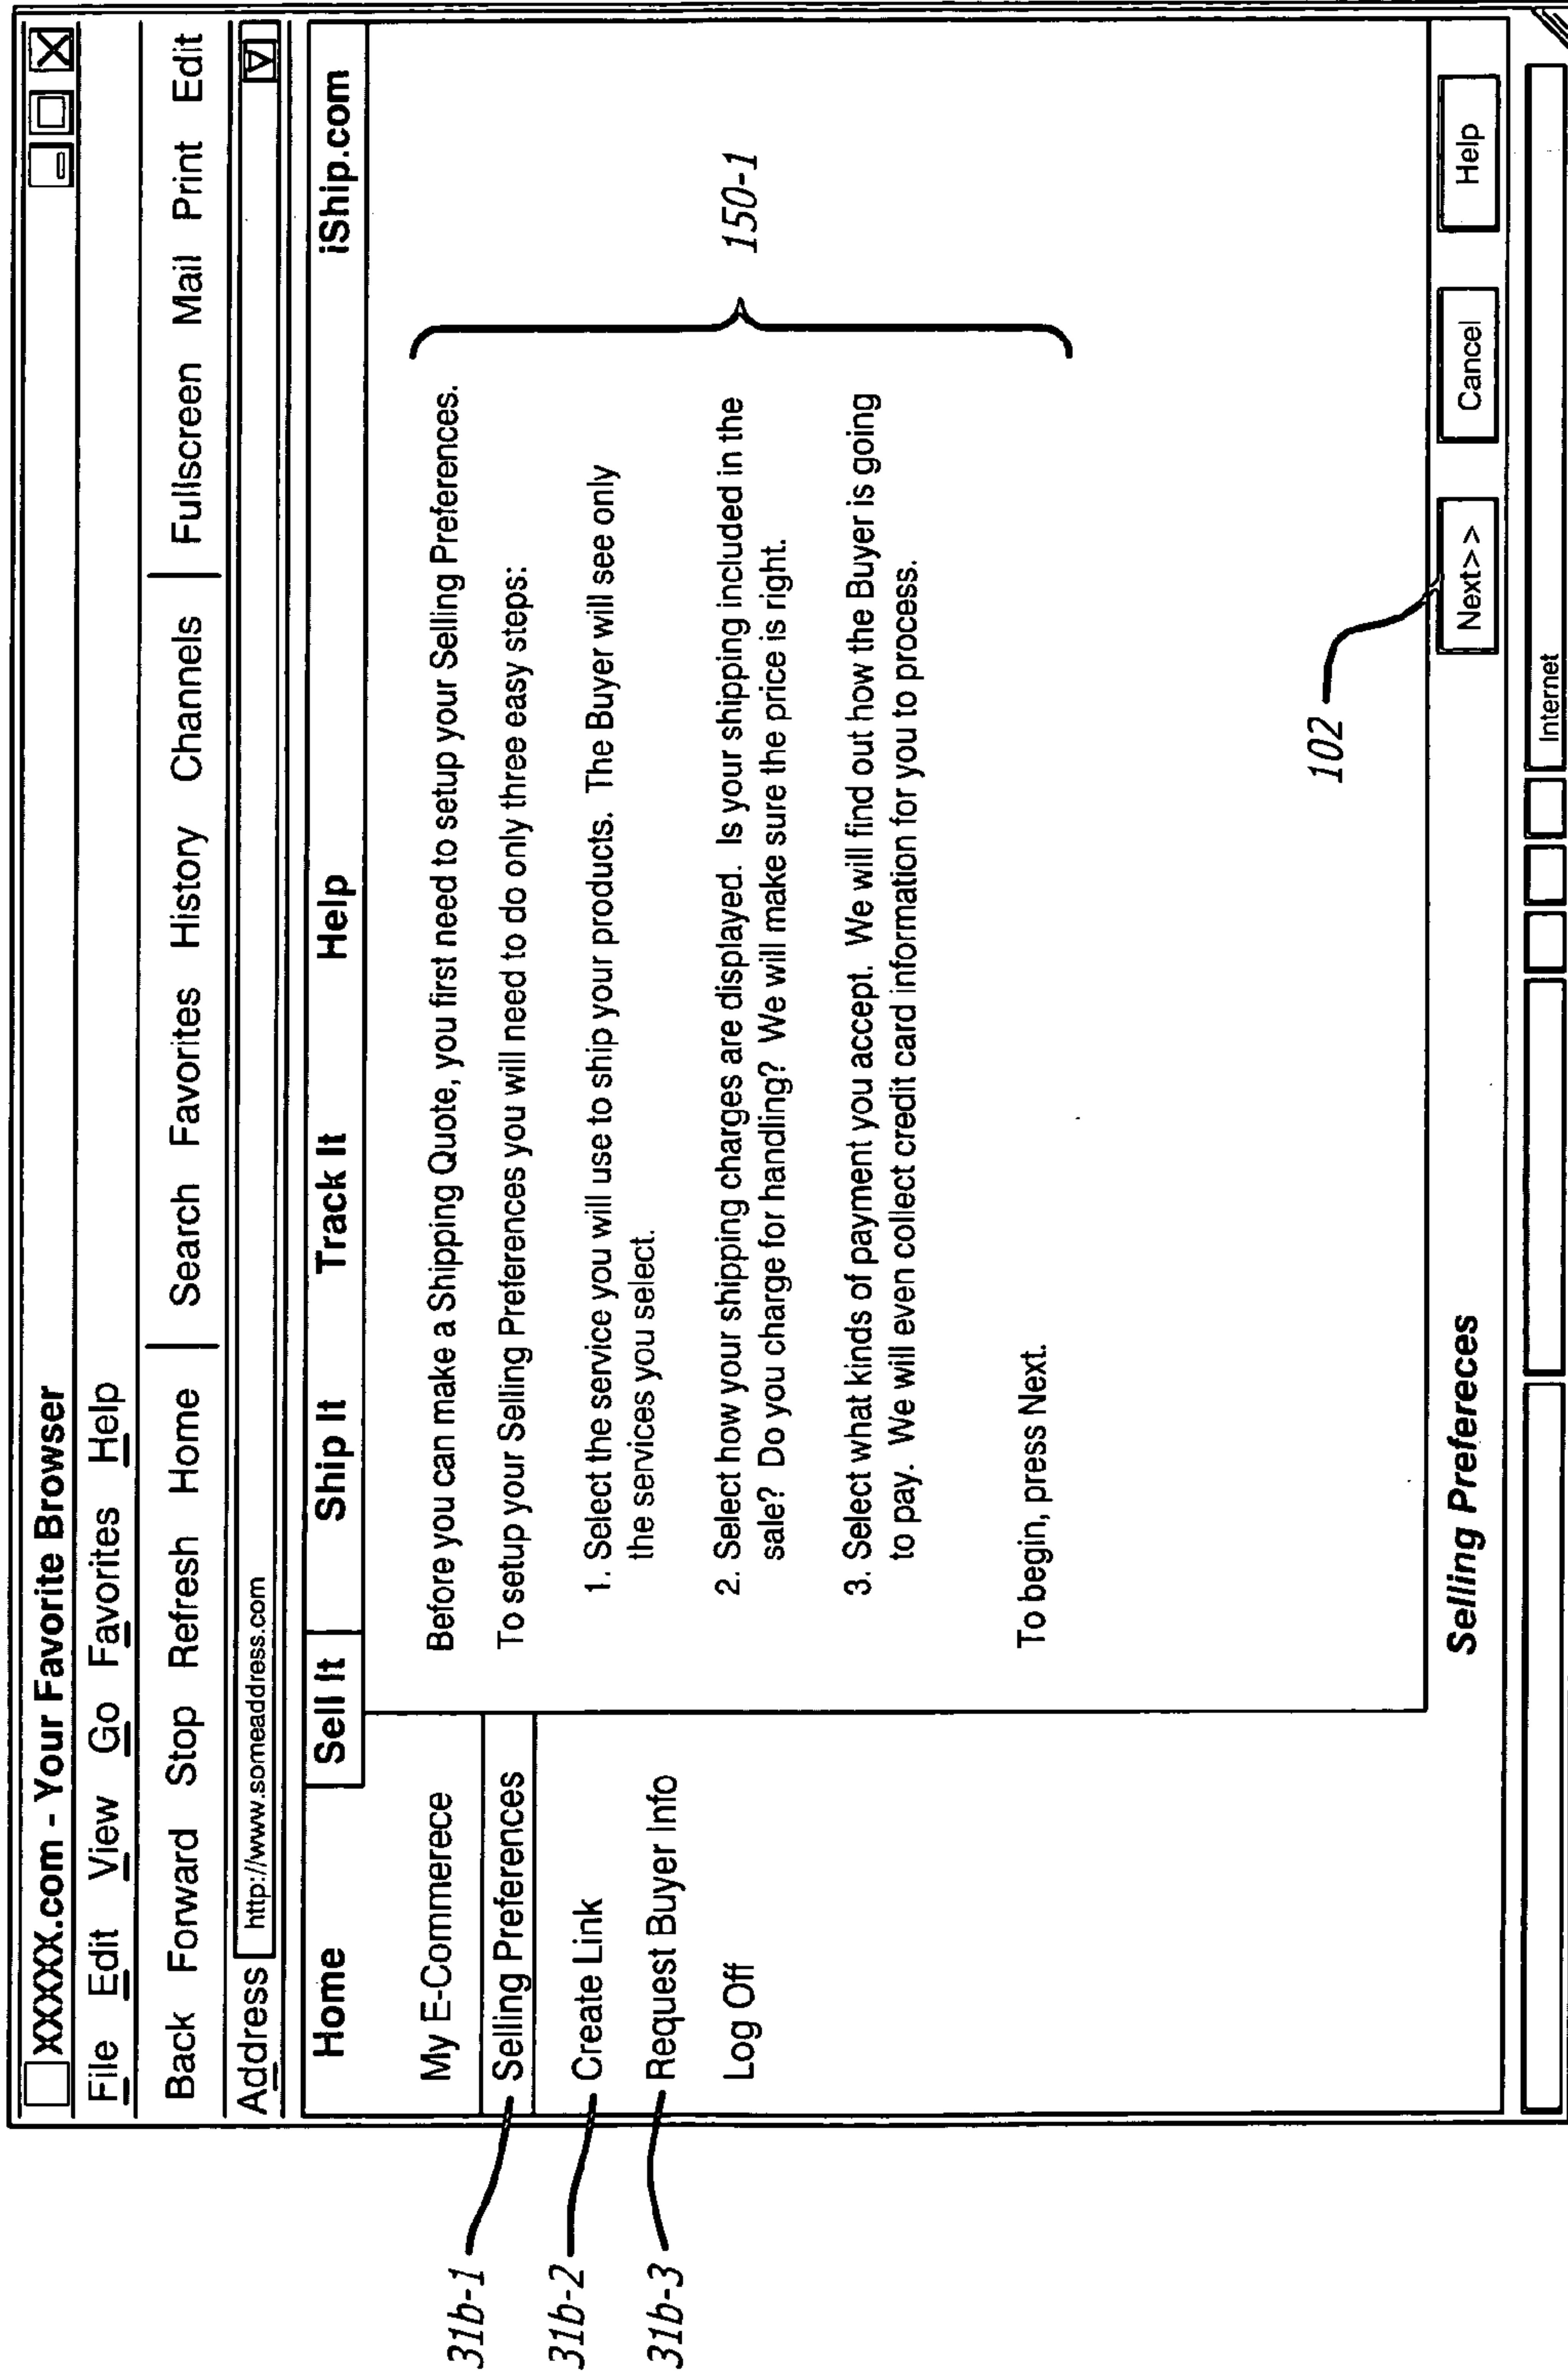 XXXXX.com - Your Favorite Browser
File Edit View Go Favorites Help
Back Forward Stop Refresh Home | Search Favorites History Channels | Fullscreen Mail Print Edit
Address http://www.someaddress.com
Home Sell It Ship It Track It Help iShip.com
My E-Commerece
31b-1 Selling Preferences
31b-2 Create Link
31b-3 Request Buyer Info
Log Off
Before you can make a Shipping Quote, you first need to setup your Selling Preferences.
To setup your Selling Preferences you will need to do only three easy steps:
1. Select the service you will use to ship your products. The Buyer will see only
the services you select.
2. Select how your shipping charges are displayed. Is your shipping included in the
sale? Do you charge for handling? We will make sure the price is right.
3. Select what kinds of payment you accept. We will find out how the Buyer is going
to pay. We will even collect credit card information for you to process.
150-1
To begin, press Next.
102
Selling Prefereces
Next>> Cancel Help
Internet